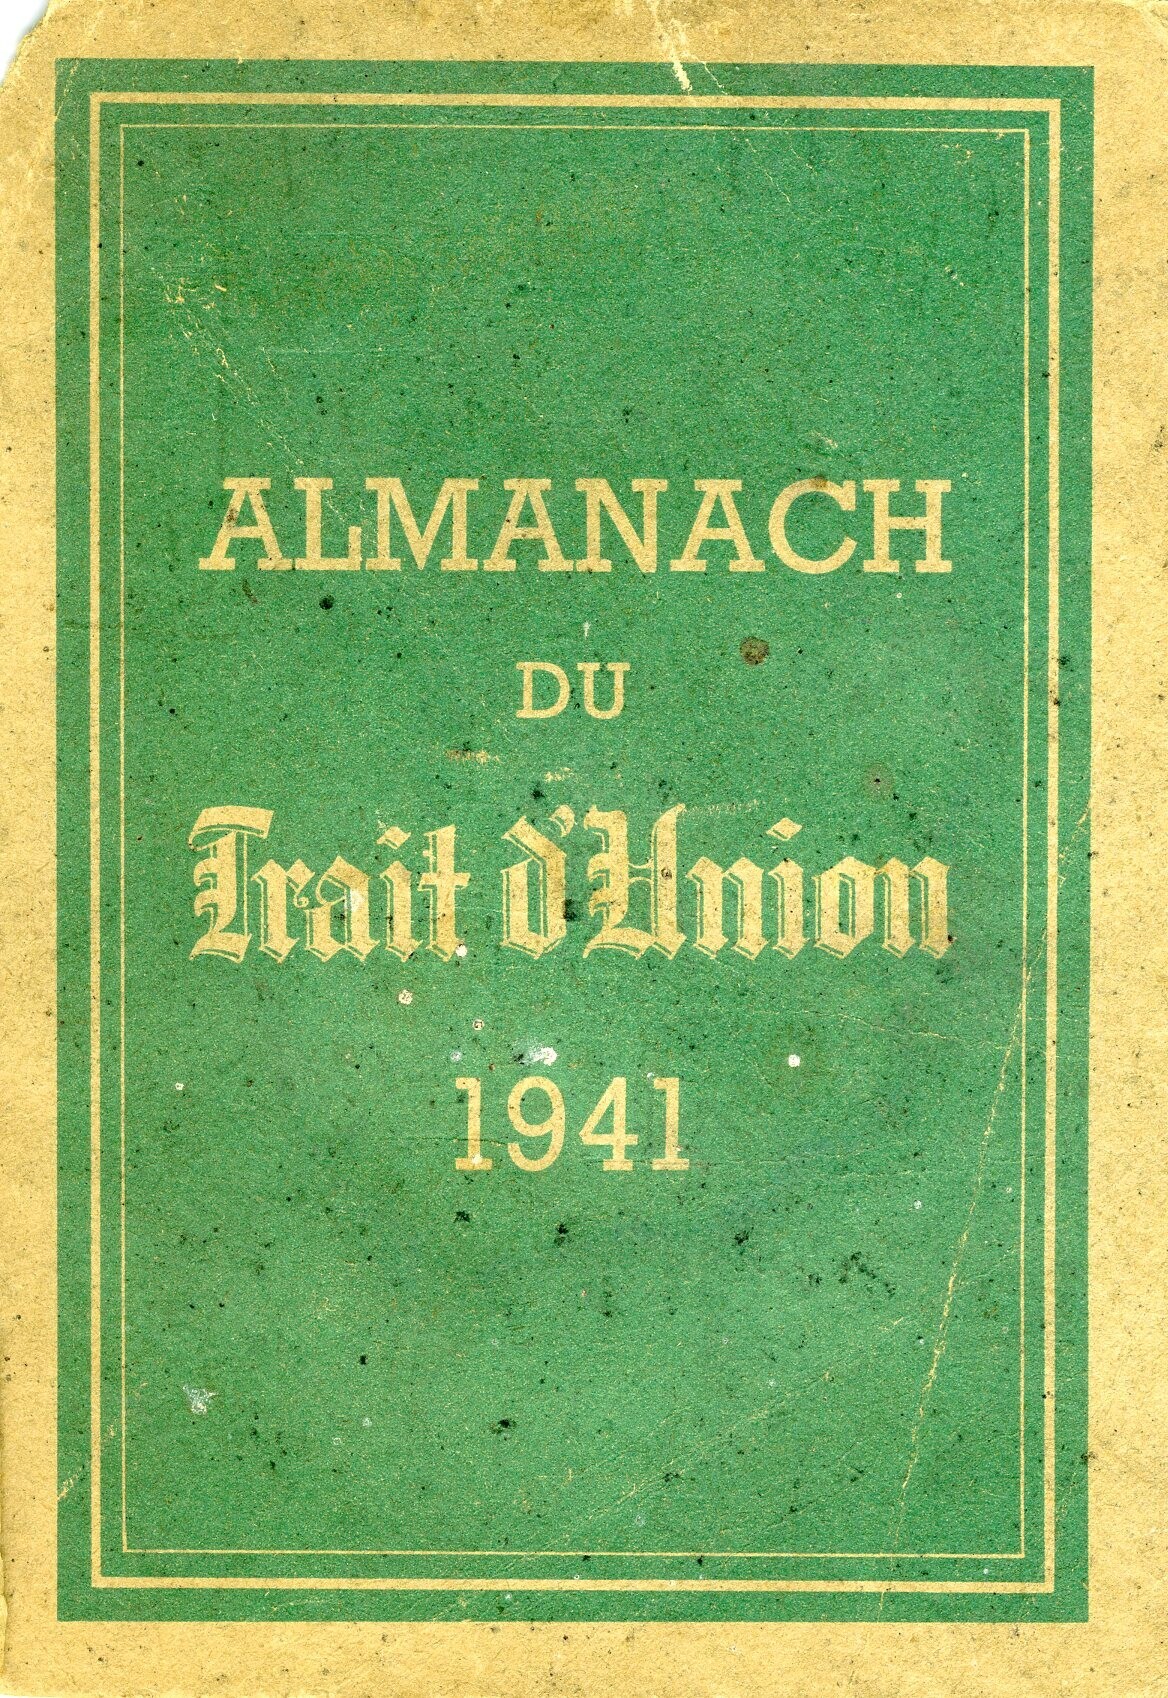 ALMANACH
DU
Trait d'Union
1941